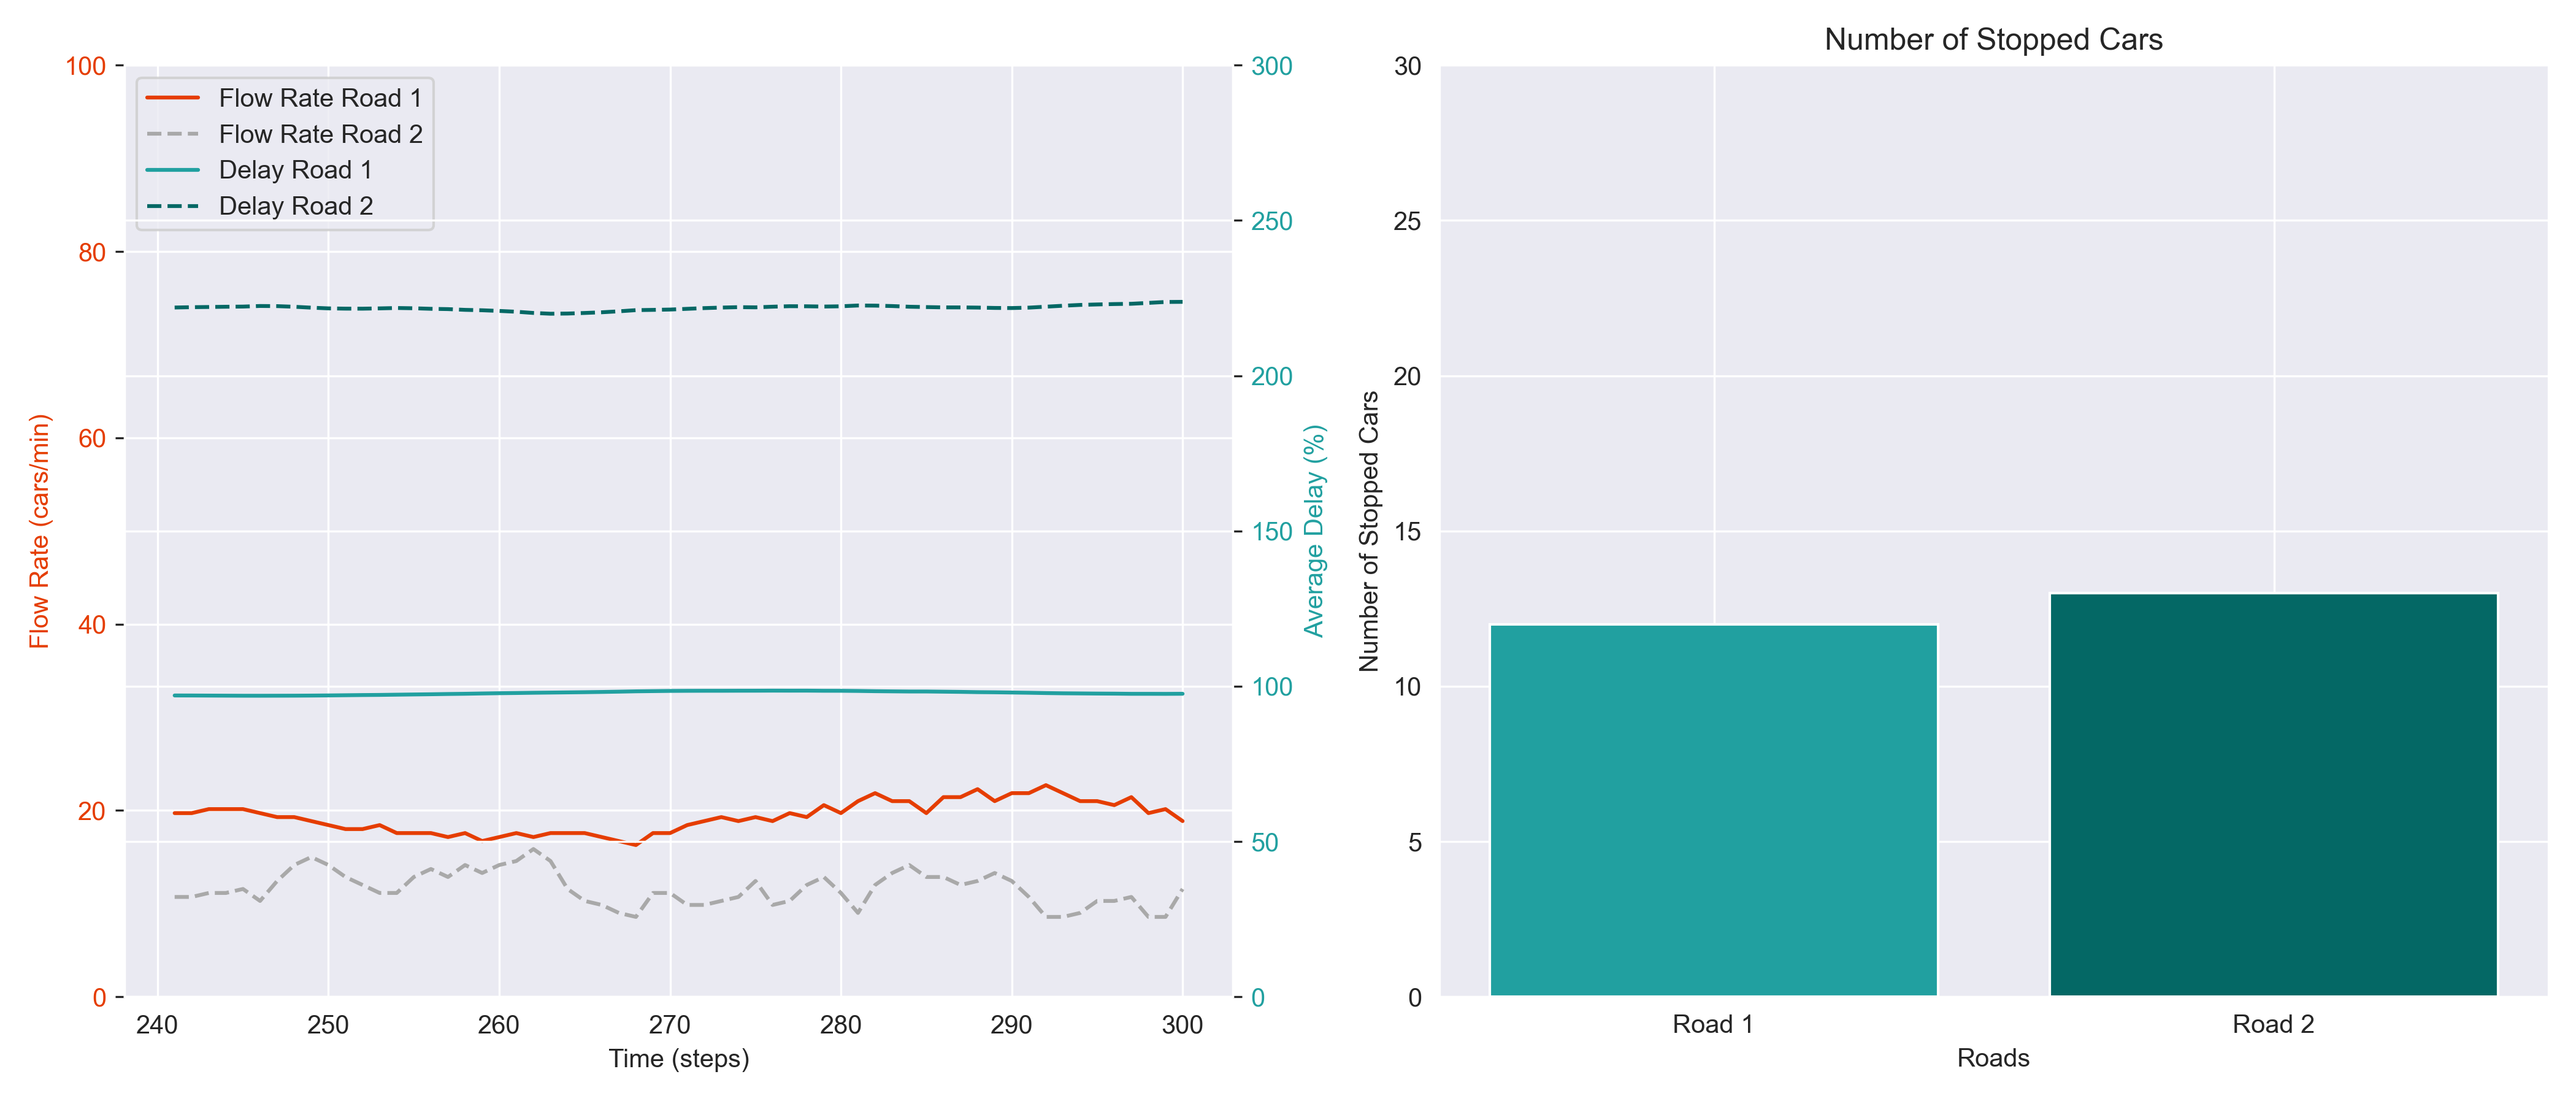 100
80
60
40
20
0
Flow Rate (cars/min)
Flow Rate Road 1
Flow Rate Road 2
Delay Road 1
Delay Road 2
240 250 260 270 280 290 300
Time (steps)
300
250
200
150
100
50
0
Average Delay (%)
Number of Stopped Cars
30
25
20
15
10
5
0
Number of Stopped Cars
Road 1 Road 2
Roads